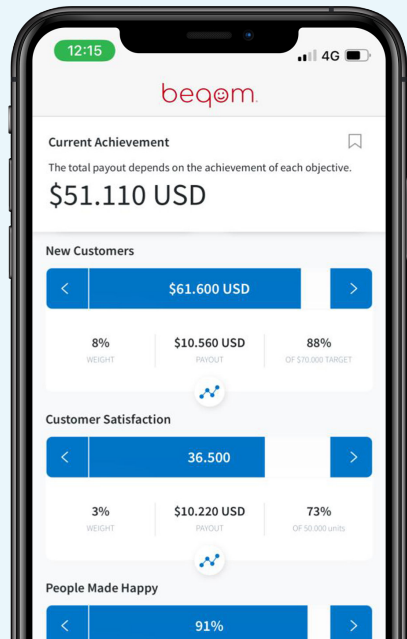 12:15
4G
beqom.
Current Achievement
The total payout depends on the achievement of each objective.
$51.110 USD
New Customers
$61.600 USD
8%
WEIGHT
$10.560 USD
PAYOUT
88%
OF $70.000 TARGET
Customer Satisfaction
36.500
3%
WEIGHT
$10.220 USD
PAYOUT
73%
OF 50.000 units
People Made Happy
91%